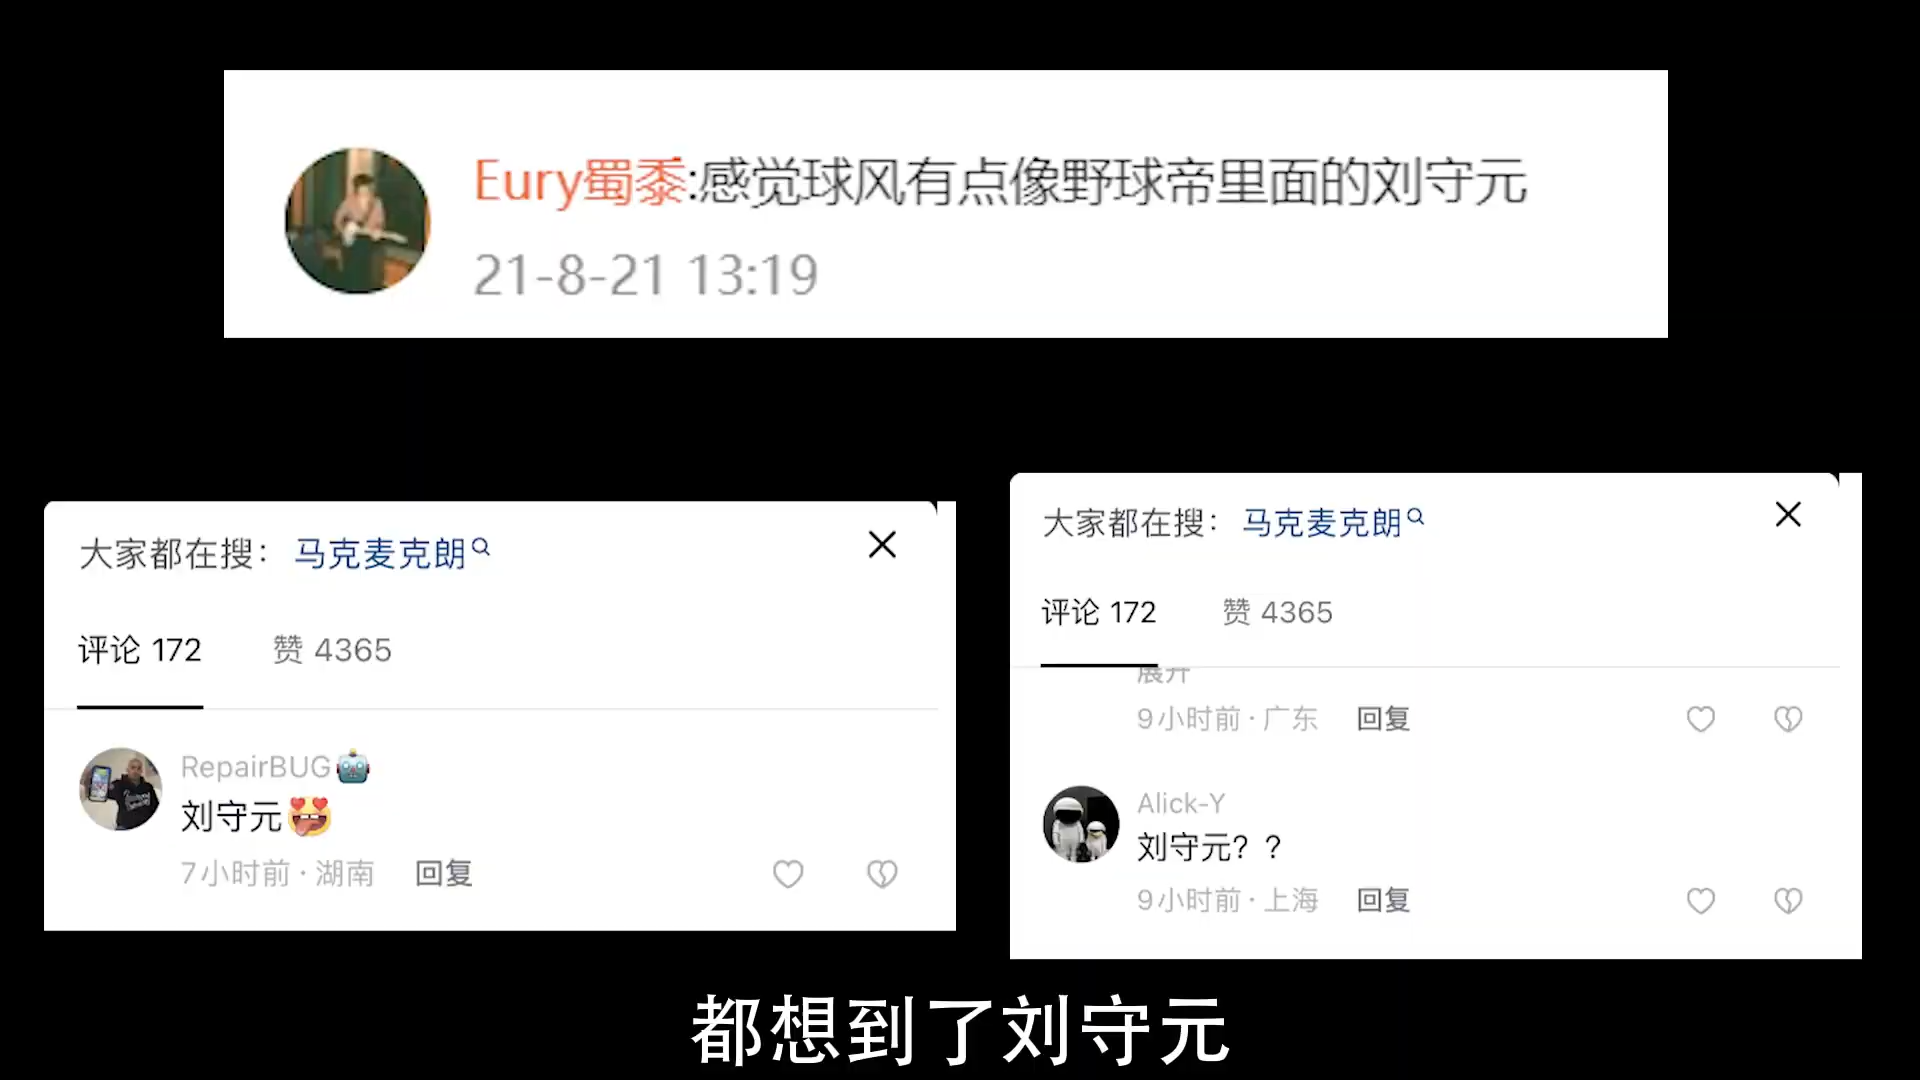 Eury蜀黍:感觉球风有点像野球帝里面的刘守元
21-8-21 13:19
大家都在搜： 马克麦克朗
评论 172 赞 4365
RepairBUG🤖
刘守元😍
7小时前·湖南 回复
大家都在搜： 马克麦克朗
评论 172 赞 4365
展开
9小时前·广东 回复
Alick-Y
刘守元？？
9小时前·上海 回复
都想到了刘守元